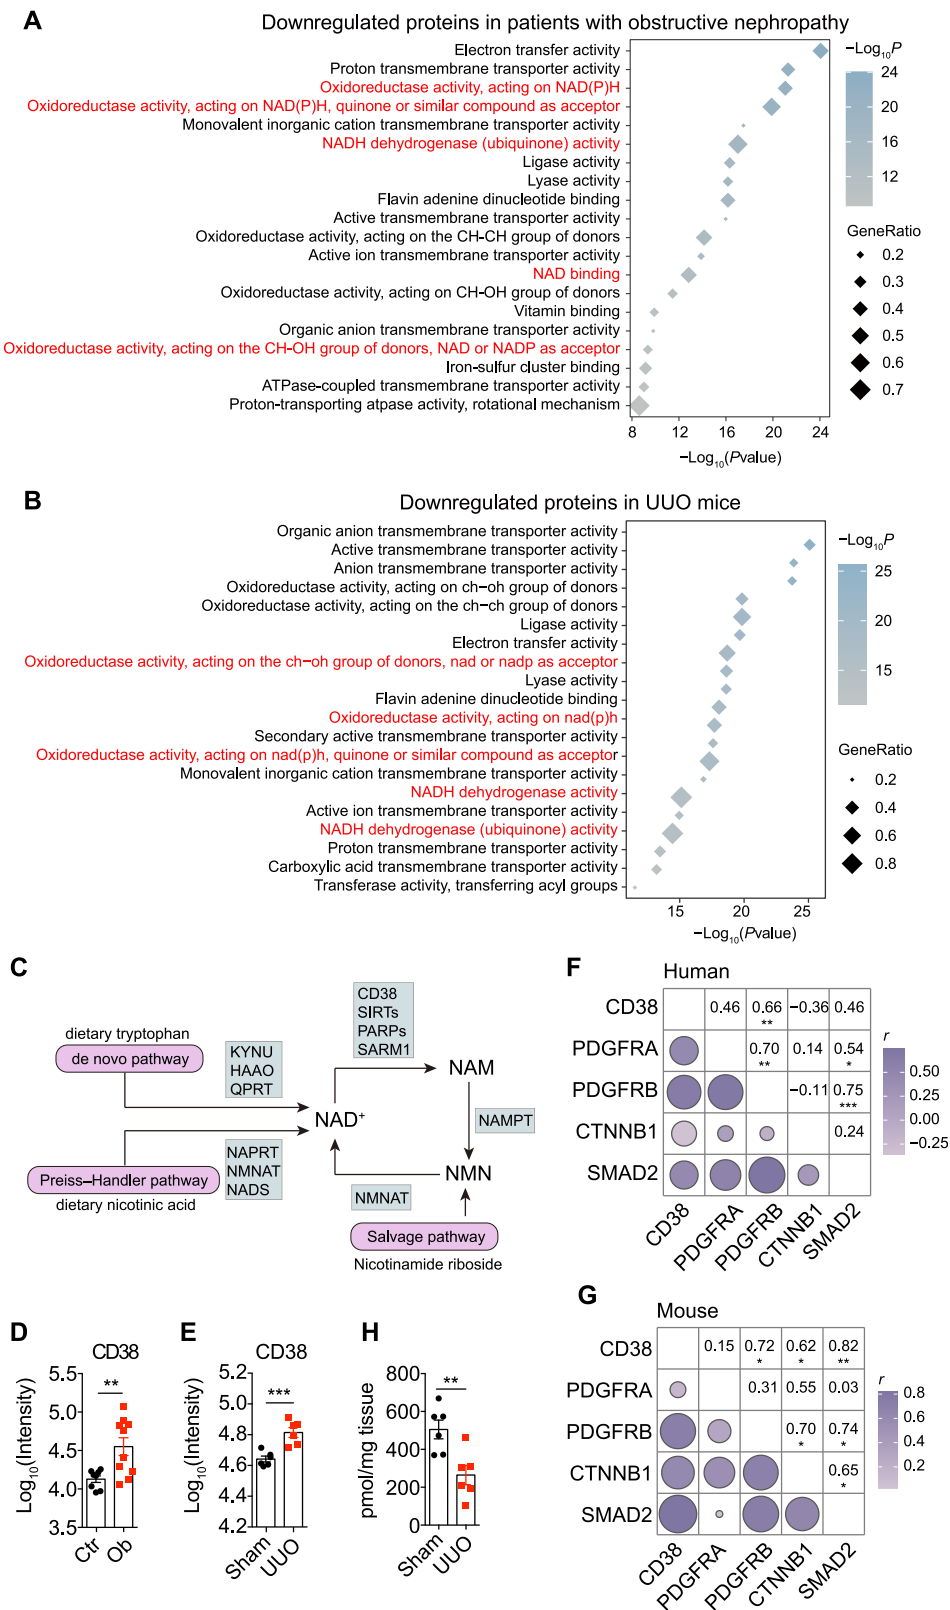 A
Downregulated proteins in patients with obstructive nephropathy
Electron transfer activity
Proton transmembrane transporter activity
Oxidoreductase activity, acting on NAD(P)H
Oxidoreductase activity, acting on NAD(P)H, quinone or similar compound as acceptor
Monovalent inorganic cation transmembrane transporter activity
NADH dehydrogenase (ubiquinone) activity
Ligase activity
Lyase activity
Flavin adenine dinucleotide binding
Active transmembrane transporter activity
Oxidoreductase activity, acting on the CH-CH group of donors
Active ion transmembrane transporter activity
NAD binding
Oxidoreductase activity, acting on CH-OH group of donors
Vitamin binding
Organic anion transmembrane transporter activity
Oxidoreductase activity, acting on the CH-OH group of donors, NAD or NADP as acceptor
Iron-sulfur cluster binding
ATPase-coupled transmembrane transporter activity
Proton-transporting atpase activity, rotational mechanism
8 12 16 20 24
−Log10(Pvalue)
−Log10P
24
20
16
12
GeneRatio
0.2
0.3
0.4
0.5
0.6
0.7
B
Downregulated proteins in UUO mice
Organic anion transmembrane transporter activity
Active transmembrane transporter activity
Anion transmembrane transporter activity
Oxidoreductase activity, acting on ch−oh group of donors
Oxidoreductase activity, acting on the ch−ch group of donors
Ligase activity
Electron transfer activity
Oxidoreductase activity, acting on the ch−oh group of donors, nad or nadp as acceptor
Lyase activity
Flavin adenine dinucleotide binding
Oxidoreductase activity, acting on nad(p)h
Secondary active transmembrane transporter activity
Oxidoreductase activity, acting on nad(p)h, quinone or similar compound as acceptor
Monovalent inorganic cation transmembrane transporter activity
NADH dehydrogenase activity
Active ion transmembrane transporter activity
NADH dehydrogenase (ubiquinone) activity
Proton transmembrane transporter activity
Carboxylic acid transmembrane transporter activity
Transferase activity, transferring acyl groups
15 20 25
−Log10(Pvalue)
−Log10P
25
20
15
GeneRatio
0.2
0.4
0.6
0.8
C
dietary tryptophan
de novo pathway
KYNU
HAAO
QPRT
CD38
SIRTs
PARPs
SARM1
NAD+
NAM
NAMPT
NMN
NMNAT
NAPRT
NMNAT
NADS
Preiss–Handler pathway
dietary nicotinic acid
Salvage pathway
Nicotinamide riboside
F
Human
CD38 0.46 0.66 −0.36 0.46
**
PDGFRA 0.70 0.14 0.54
** *
PDGFRB −0.11 0.75
***
CTNNB1 0.24
SMAD2
CD38 PDGFRA PDGFRB CTNNB1 SMAD2
r
0.50
0.25
0.00
−0.25
D
CD38
**
Log10(Intensity)
5.5
5.0
4.5
4.0
3.5
Ctr Ob
E
CD38
***
Log10(Intensity)
5.0
4.8
4.6
4.4
4.2
Sham UUO
H
**
pmol/mg tissue
800
600
400
200
0
Sham UUO
G
Mouse
CD38 0.15 0.72 0.62 0.82
* * **
PDGFRA 0.31 0.55 0.03
PDGFRB 0.70 0.74
* *
CTNNB1 0.65
*
SMAD2
CD38 PDGFRA PDGFRB CTNNB1 SMAD2
r
0.8
0.6
0.4
0.2